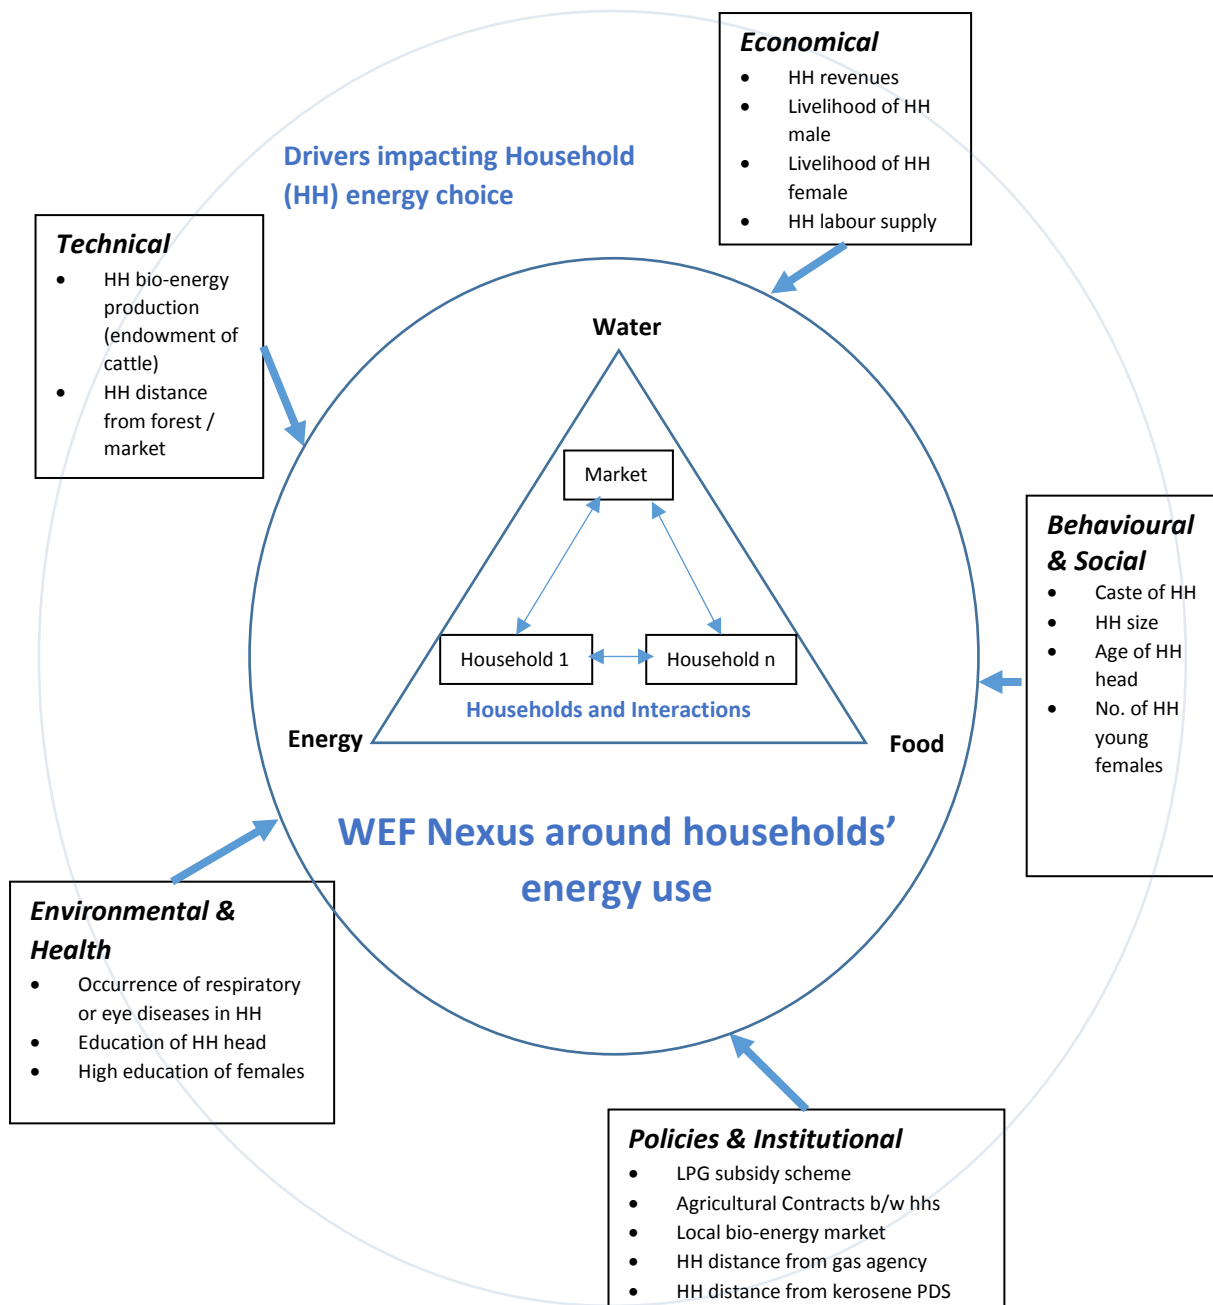 Economical
• HH revenues
• Livelihood of HH
male
• Livelihood of HH
female
• HH labour supply
Drivers impacting Household
(HH) energy choice
Technical
• HH bio-energy
production
(endowment of
cattle)
• HH distance
from forest /
market
Water
Market
Household 1
Household n
Households and Interactions
Energy
Food
WEF Nexus around households’
energy use
Behavioural
& Social
• Caste of HH
• HH size
• Age of HH
head
• No. of HH
young
females
Environmental &
Health
• Occurrence of respiratory
or eye diseases in HH
• Education of HH head
• High education of females
Policies & Institutional
• LPG subsidy scheme
• Agricultural Contracts b/w hhs
• Local bio-energy market
• HH distance from gas agency
• HH distance from kerosene PDS